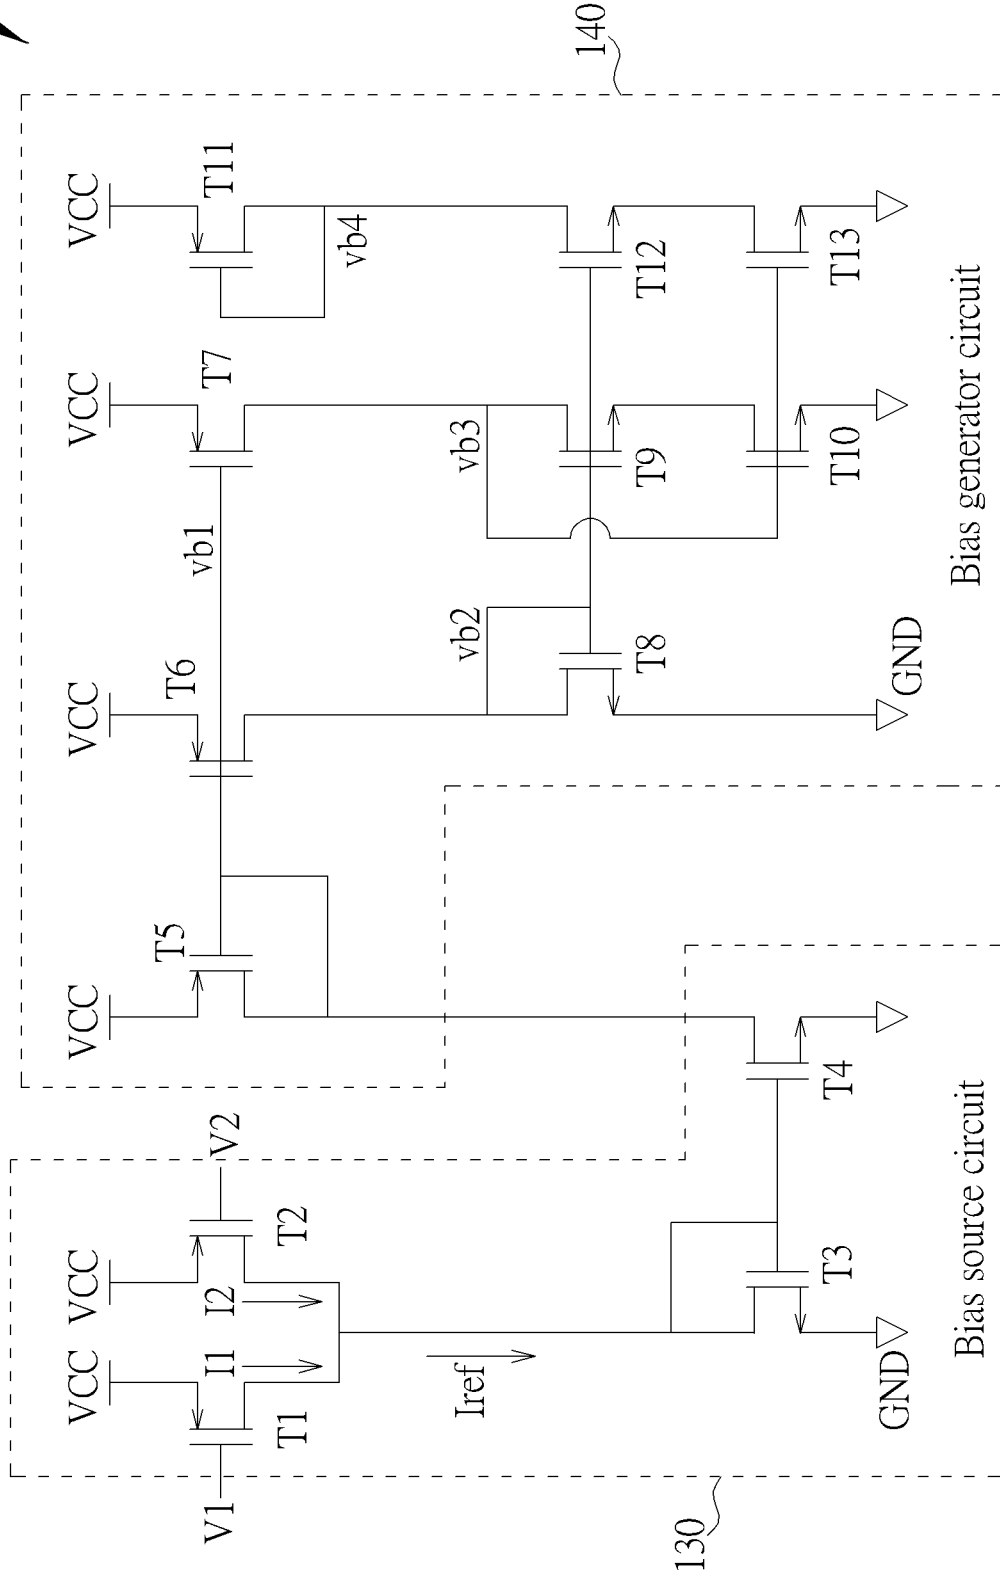 140
VCC
VCC
VCC
VCC
T11
T7
T6
T5
vb4
vb1
vb3
vb2
T12
T9
T8
T13
T10
GND
Bias generator circuit
V2
VCC
VCC
T2
I2
I1
T1
V1
Iref
T4
T3
GND
Bias source circuit
130